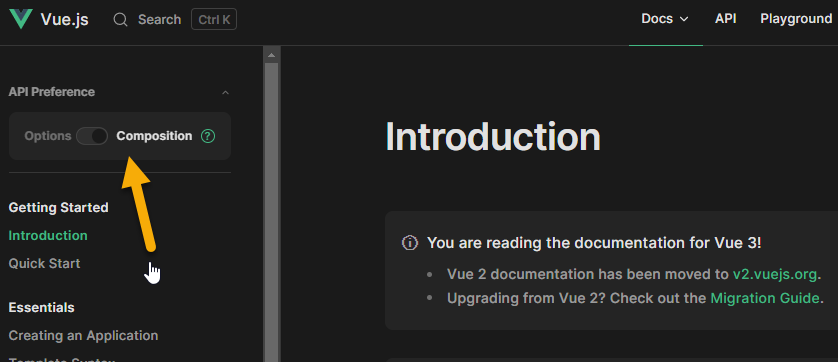 Vue.js Search Ctrl K Docs API Playground
API Preference
Options Composition ?
Getting Started
Introduction
Quick Start
Essentials
Creating an Application
Template Syntax
Introduction
You are reading the documentation for Vue 3!
• Vue 2 documentation has been moved to v2.vuejs.org.
• Upgrading from Vue 2? Check out the Migration Guide.